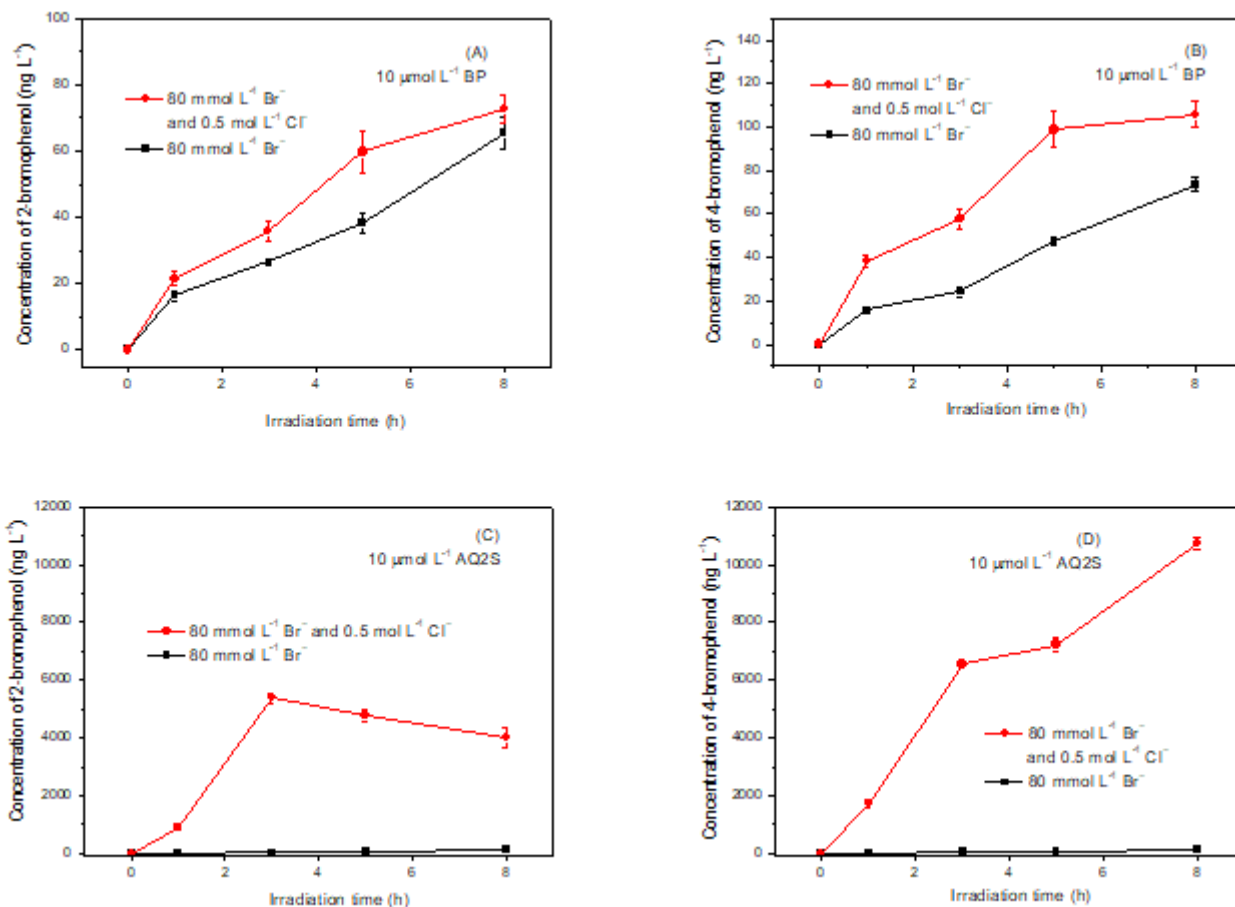 100
80
60
40
20
0
Concentration of 2-bromophenol (ng L⁻¹)
(A)
10 µmol L⁻¹ BP
80 mmol L⁻¹ Br⁻
and 0.5 mol L⁻¹ Cl⁻
80 mmol L⁻¹ Br⁻
0 2 4 6 8
Irradiation time (h)
140
120
100
80
60
40
20
0
Concentration of 4-bromophenol (ng L⁻¹)
(B)
10 µmol L⁻¹ BP
80 mmol L⁻¹ Br⁻
and 0.5 mol L⁻¹ Cl⁻
80 mmol L⁻¹ Br⁻
0 2 4 6 8
Irradiation time (h)
12000
10000
8000
6000
4000
2000
0
Concentration of 2-bromophenol (ng L⁻¹)
(C)
10 µmol L⁻¹ AQ2S
80 mmol L⁻¹ Br⁻ and 0.5 mol L⁻¹ Cl⁻
80 mmol L⁻¹ Br⁻
0 2 4 6 8
Irradiation time (h)
12000
10000
8000
6000
4000
2000
0
Concentration of 4-bromophenol (ng L⁻¹)
(D)
10 µmol L⁻¹ AQ2S
80 mmol L⁻¹ Br⁻
and 0.5 mol L⁻¹ Cl⁻
80 mmol L⁻¹ Br⁻
0 2 4 6 8
Irradiation time (h)